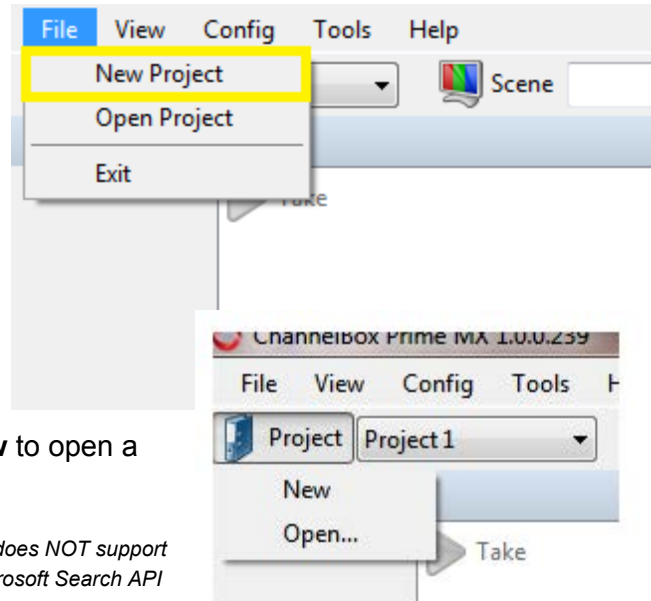 File View Config Tools Help
New Project
Scene
Open Project
Exit
Take
ChannelBox Prime MX 1.0.0.239
File View Config Tools
Project Project 1
New
Open...
Take
to open a
does NOT support
Search API